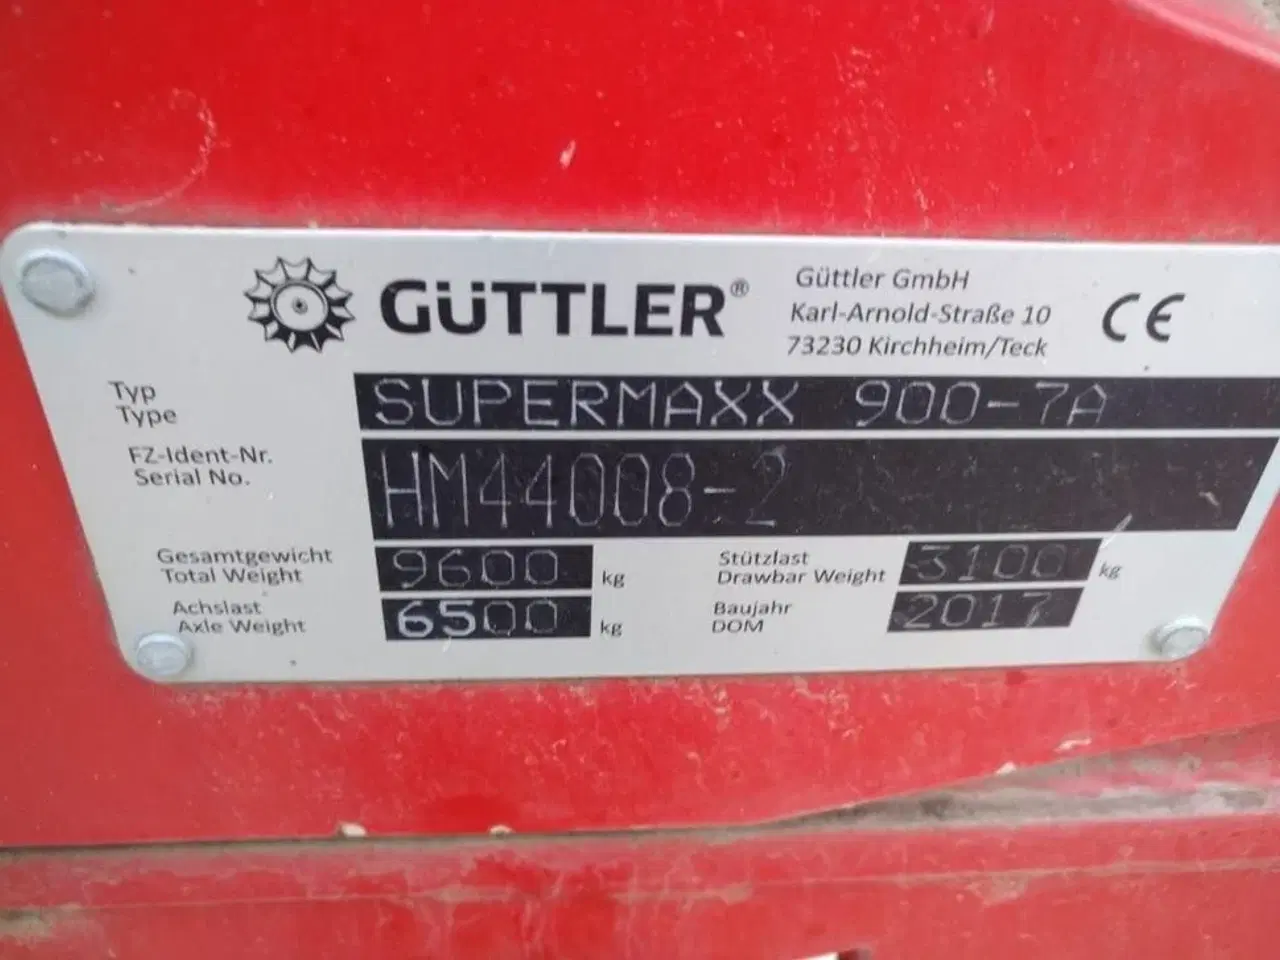 GÜTTLER®
Güttler GmbH
Karl-Arnold-Straße 10
73230 Kirchheim/Teck
CE
Typ
Type
SUPERMAXX 900-7A
FZ-Ident-Nr.
Serial No.
HM44008-2
Gesamtgewicht
Total Weight
9600 kg
Stützlast
Drawbar Weight
3100 kg
Achslast
Axle Weight
6500 kg
Baujahr
DOM
2017